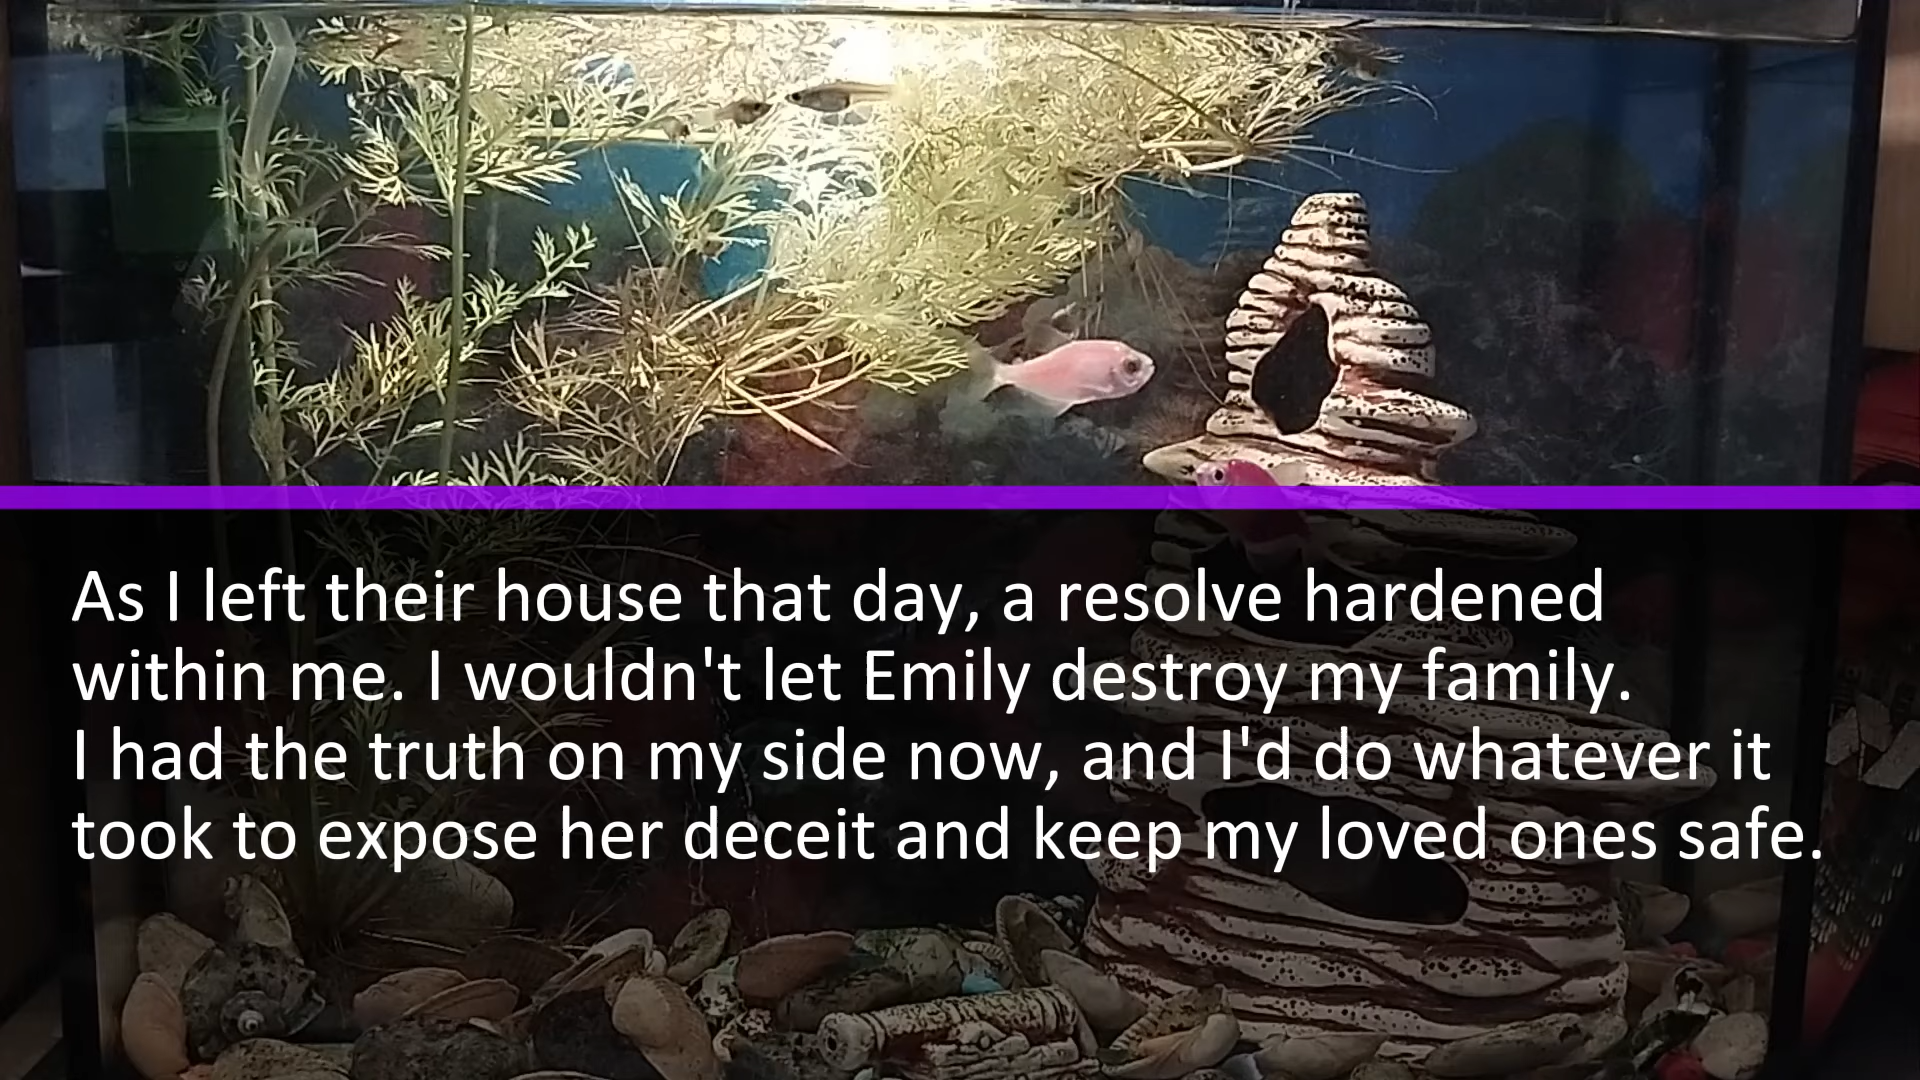 As I left their house that day, a resolve hardened
within me. I wouldn't let Emily destroy my family.
I had the truth on my side now, and I'd do whatever it
took to expose her deceit and keep my loved ones safe.